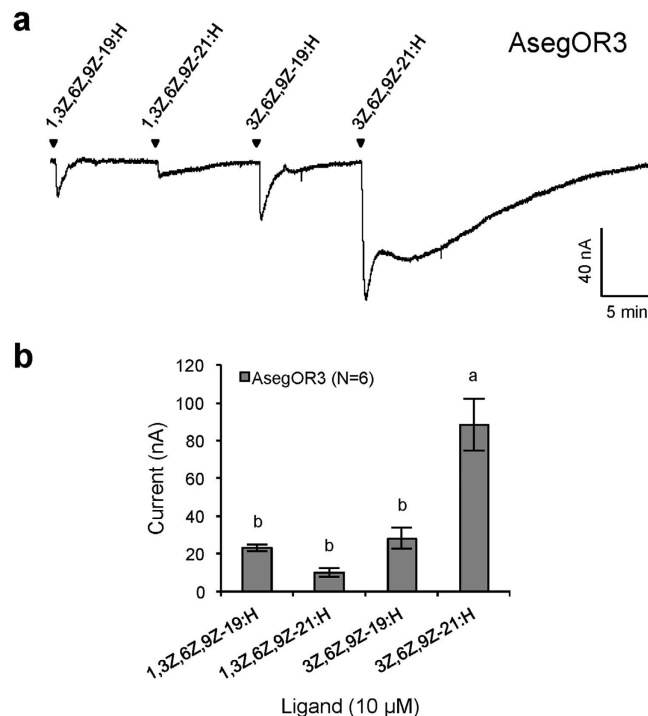 a
AsegOR3
1,3Z,6Z,9Z-19:H
1,3Z,6Z,9Z-21:H
3Z,6Z,9Z-19:H
3Z,6Z,9Z-21:H
40 nA
5 min
b
120
100
80
60
40
20
0
Current (nA)
AsegOR3 (N=6)
b
b
b
a
1,3Z,6Z,9Z-19:H
1,3Z,6Z,9Z-21:H
3Z,6Z,9Z-19:H
3Z,6Z,9Z-21:H
Ligand (10 µM)